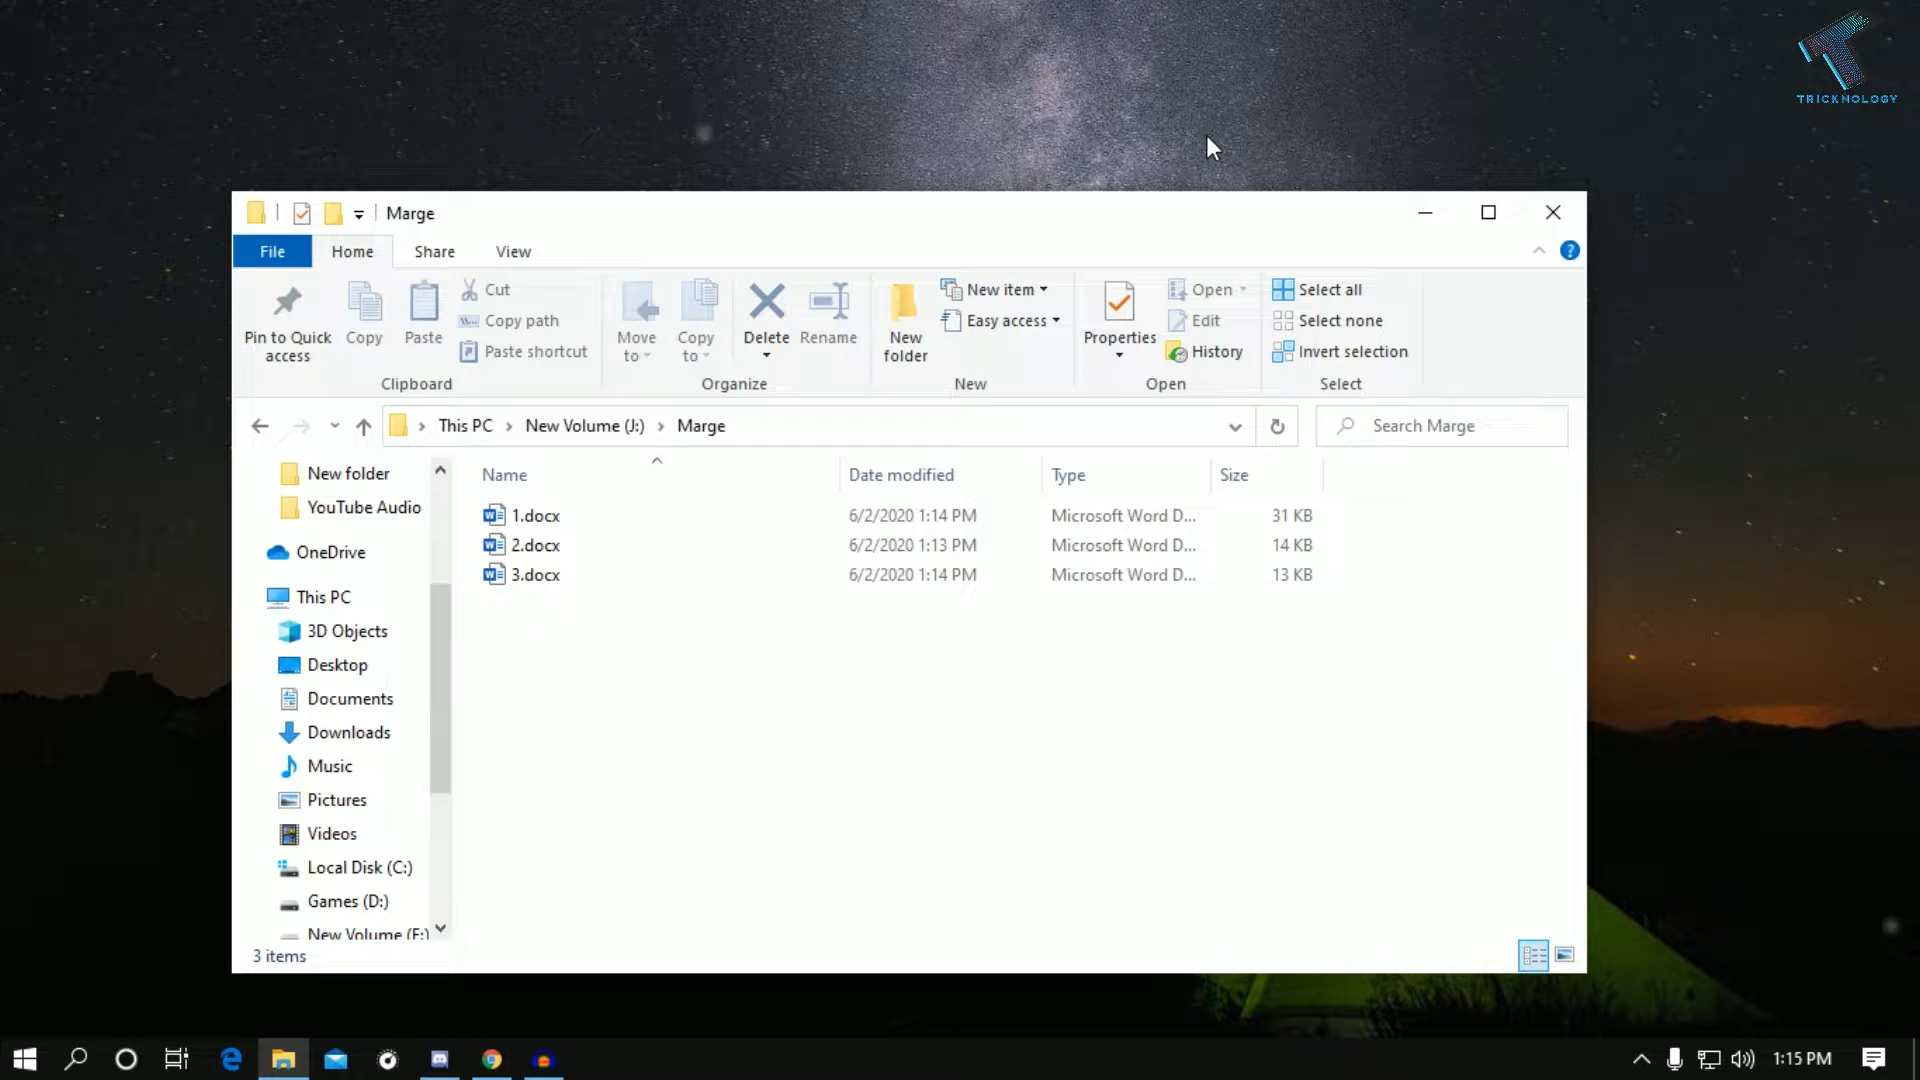 TRICKNOLOGY
Marge
File Home Share View
Pin to Quick access
Copy
Paste
Cut
Copy path
Paste shortcut
Clipboard
Move to
Copy to
Delete
Rename
Organize
New folder
New item
Easy access
New
Properties
Open
Edit
History
Open
Select all
Select none
Invert selection
Select
This PC > New Volume (J:) > Marge
Search Marge
New folder
YouTube Audio
OneDrive
This PC
3D Objects
Desktop
Documents
Downloads
Music
Pictures
Videos
Local Disk (C:)
Games (D:)
New Volume (E:)
Name Date modified Type Size
1.docx 6/2/2020 1:14 PM Microsoft Word D... 31 KB
2.docx 6/2/2020 1:13 PM Microsoft Word D... 14 KB
3.docx 6/2/2020 1:14 PM Microsoft Word D... 13 KB
3 items
1:15 PM